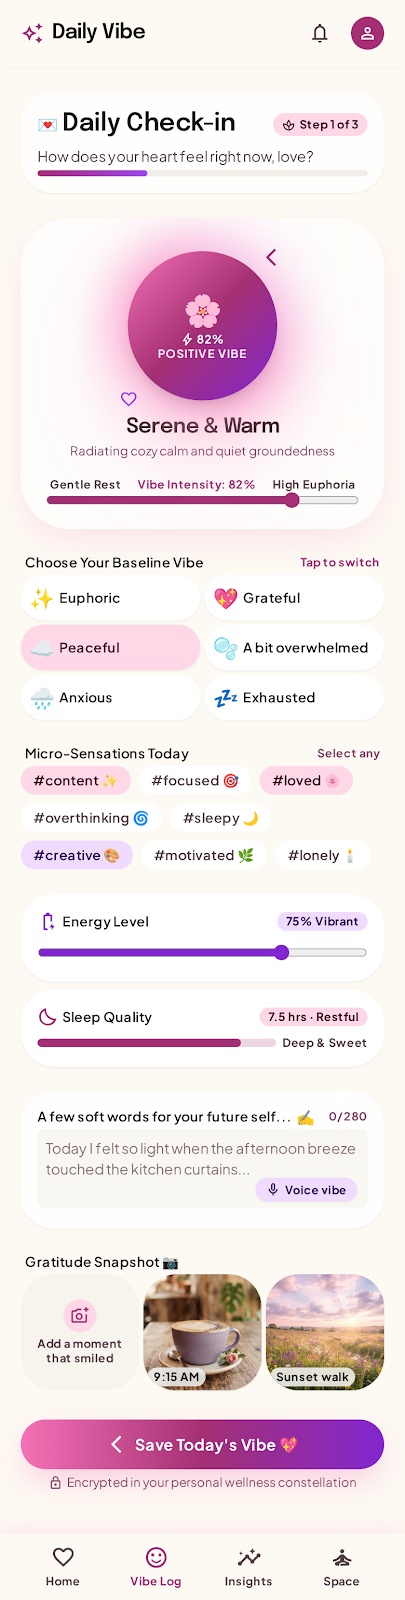 Daily Vibe
💌 Daily Check-in
Step 1 of 3
How does your heart feel right now, love?
🌸
82%
POSITIVE VIBE
Serene & Warm
Radiating cozy calm and quiet groundedness
Gentle Rest Vibe Intensity: 82% High Euphoria
Choose Your Baseline Vibe Tap to switch
✨ Euphoric
💖 Grateful
☁️ Peaceful
🫧 A bit overwhelmed
🌧️ Anxious
💤 Exhausted
Micro-Sensations Today Select any
#content ✨ #focused 🎯 #loved 🌸
#overthinking 🌀 #sleepy 🌙
#creative 🎨 #motivated 🌿 #lonely 🕯️
Energy Level 75% Vibrant
Sleep Quality 7.5 hrs · Restful
Deep & Sweet
A few soft words for your future self... ✍️ 0/280
Today I felt so light when the afternoon breeze
touched the kitchen curtains...
Voice vibe
Gratitude Snapshot 📷
Add a moment
that smiled
9:15 AM
Sunset walk
Save Today's Vibe 💖
Encrypted in your personal wellness constellation
Home Vibe Log Insights Space